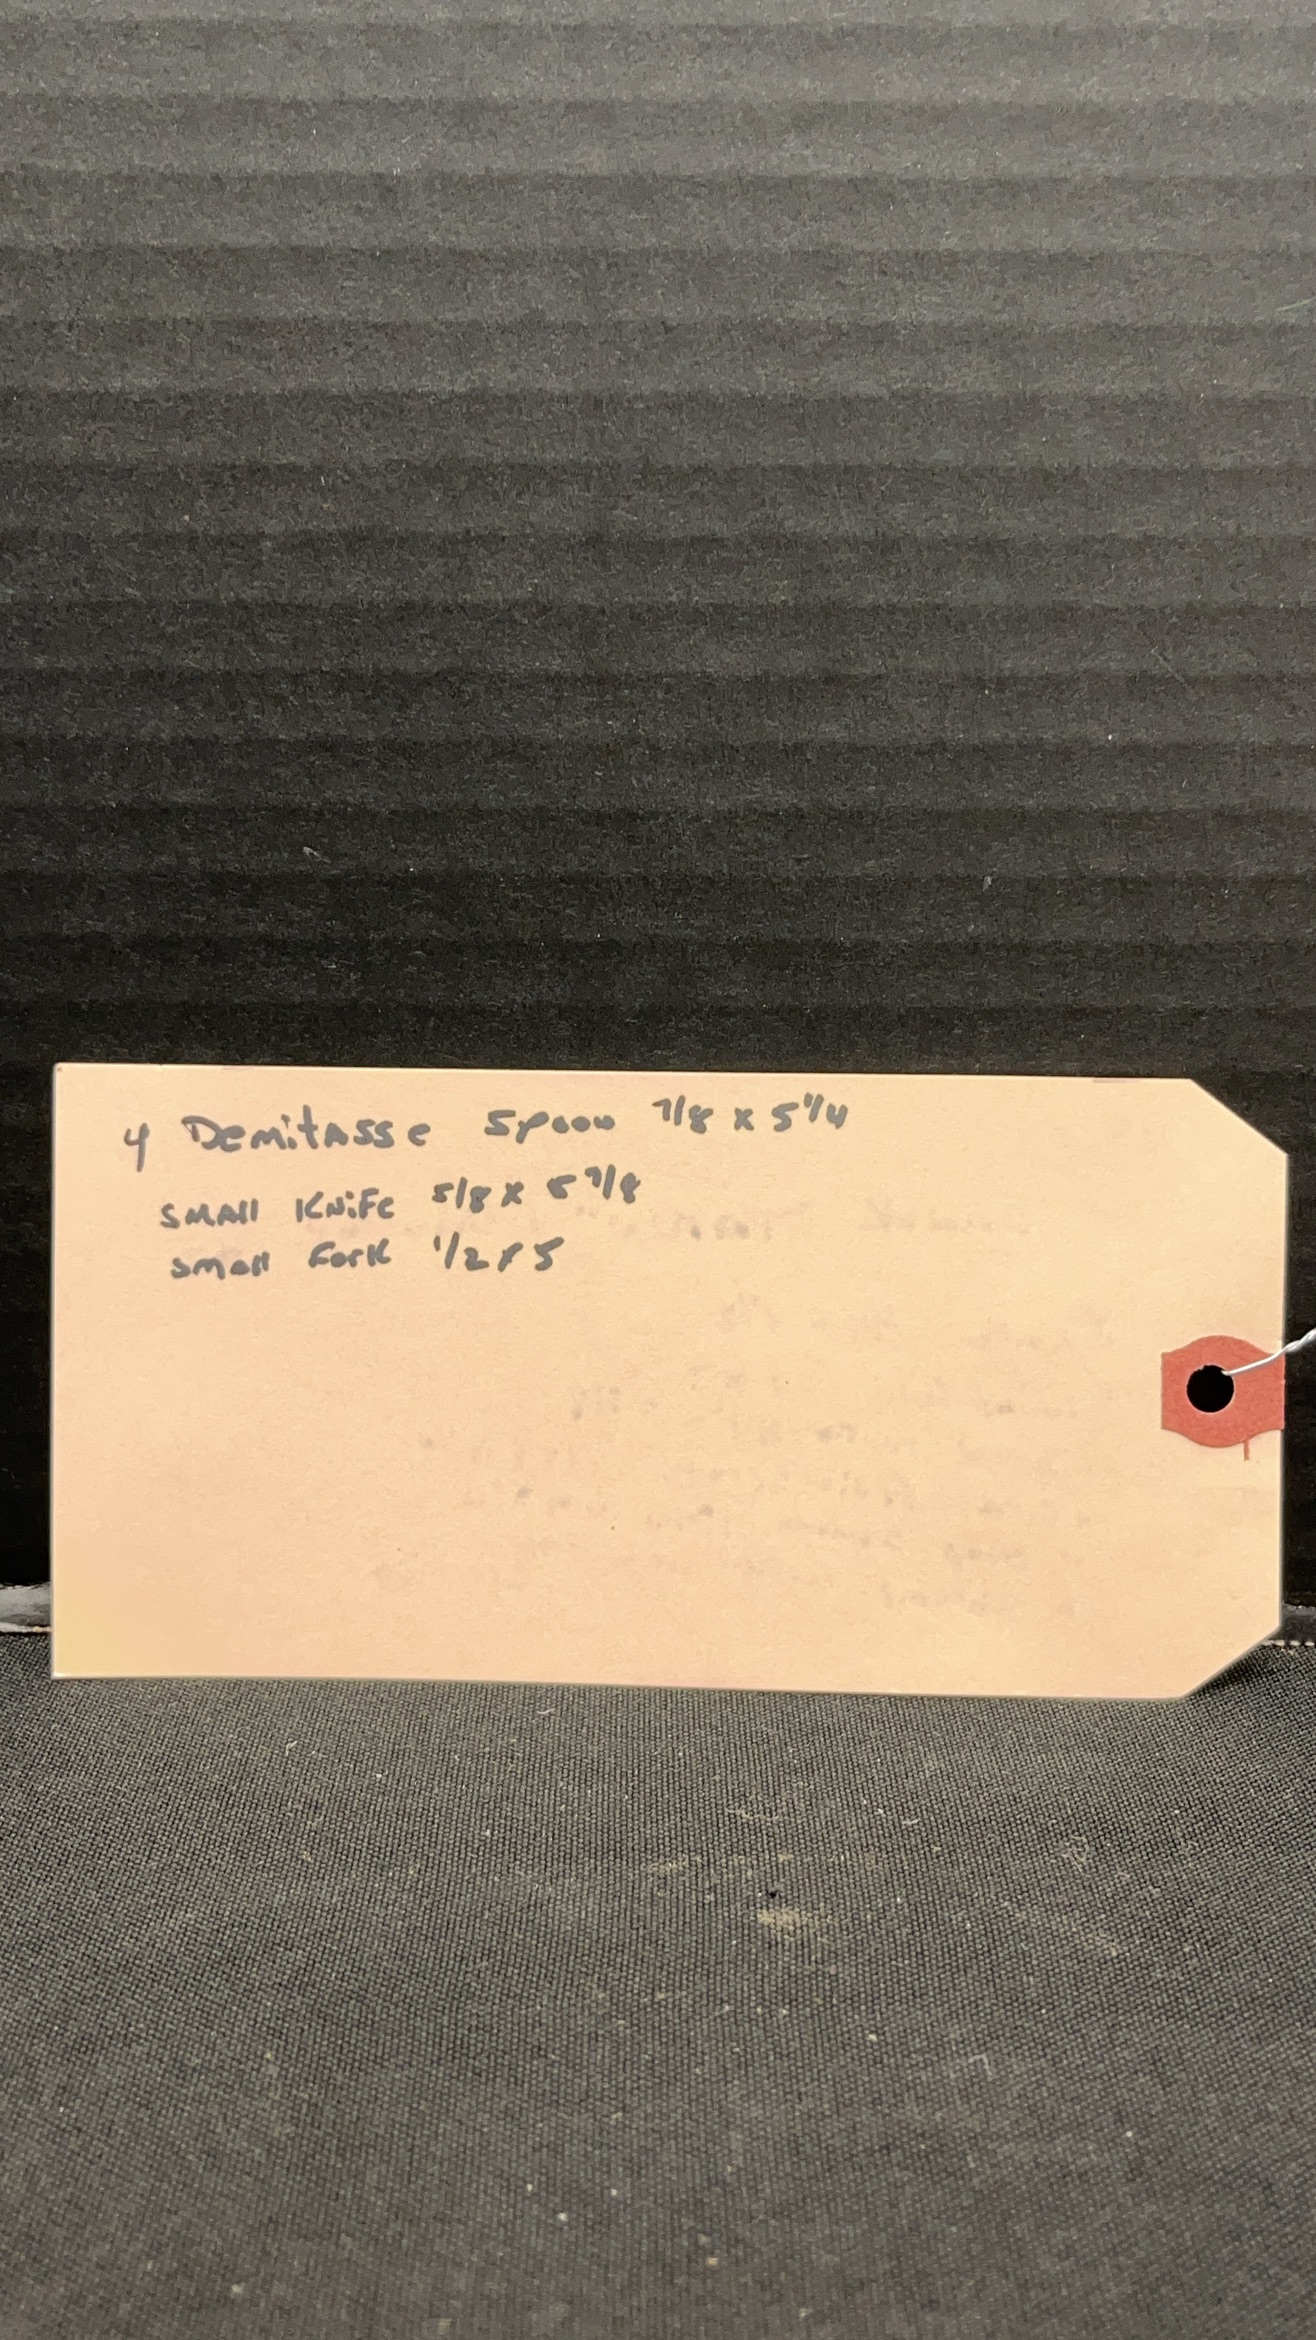 4 Demitasse Spoon 7/8 x 5 1/4
SMAll KNiFe 5/8 x 5 7/8
small Fork 1/2 x 5